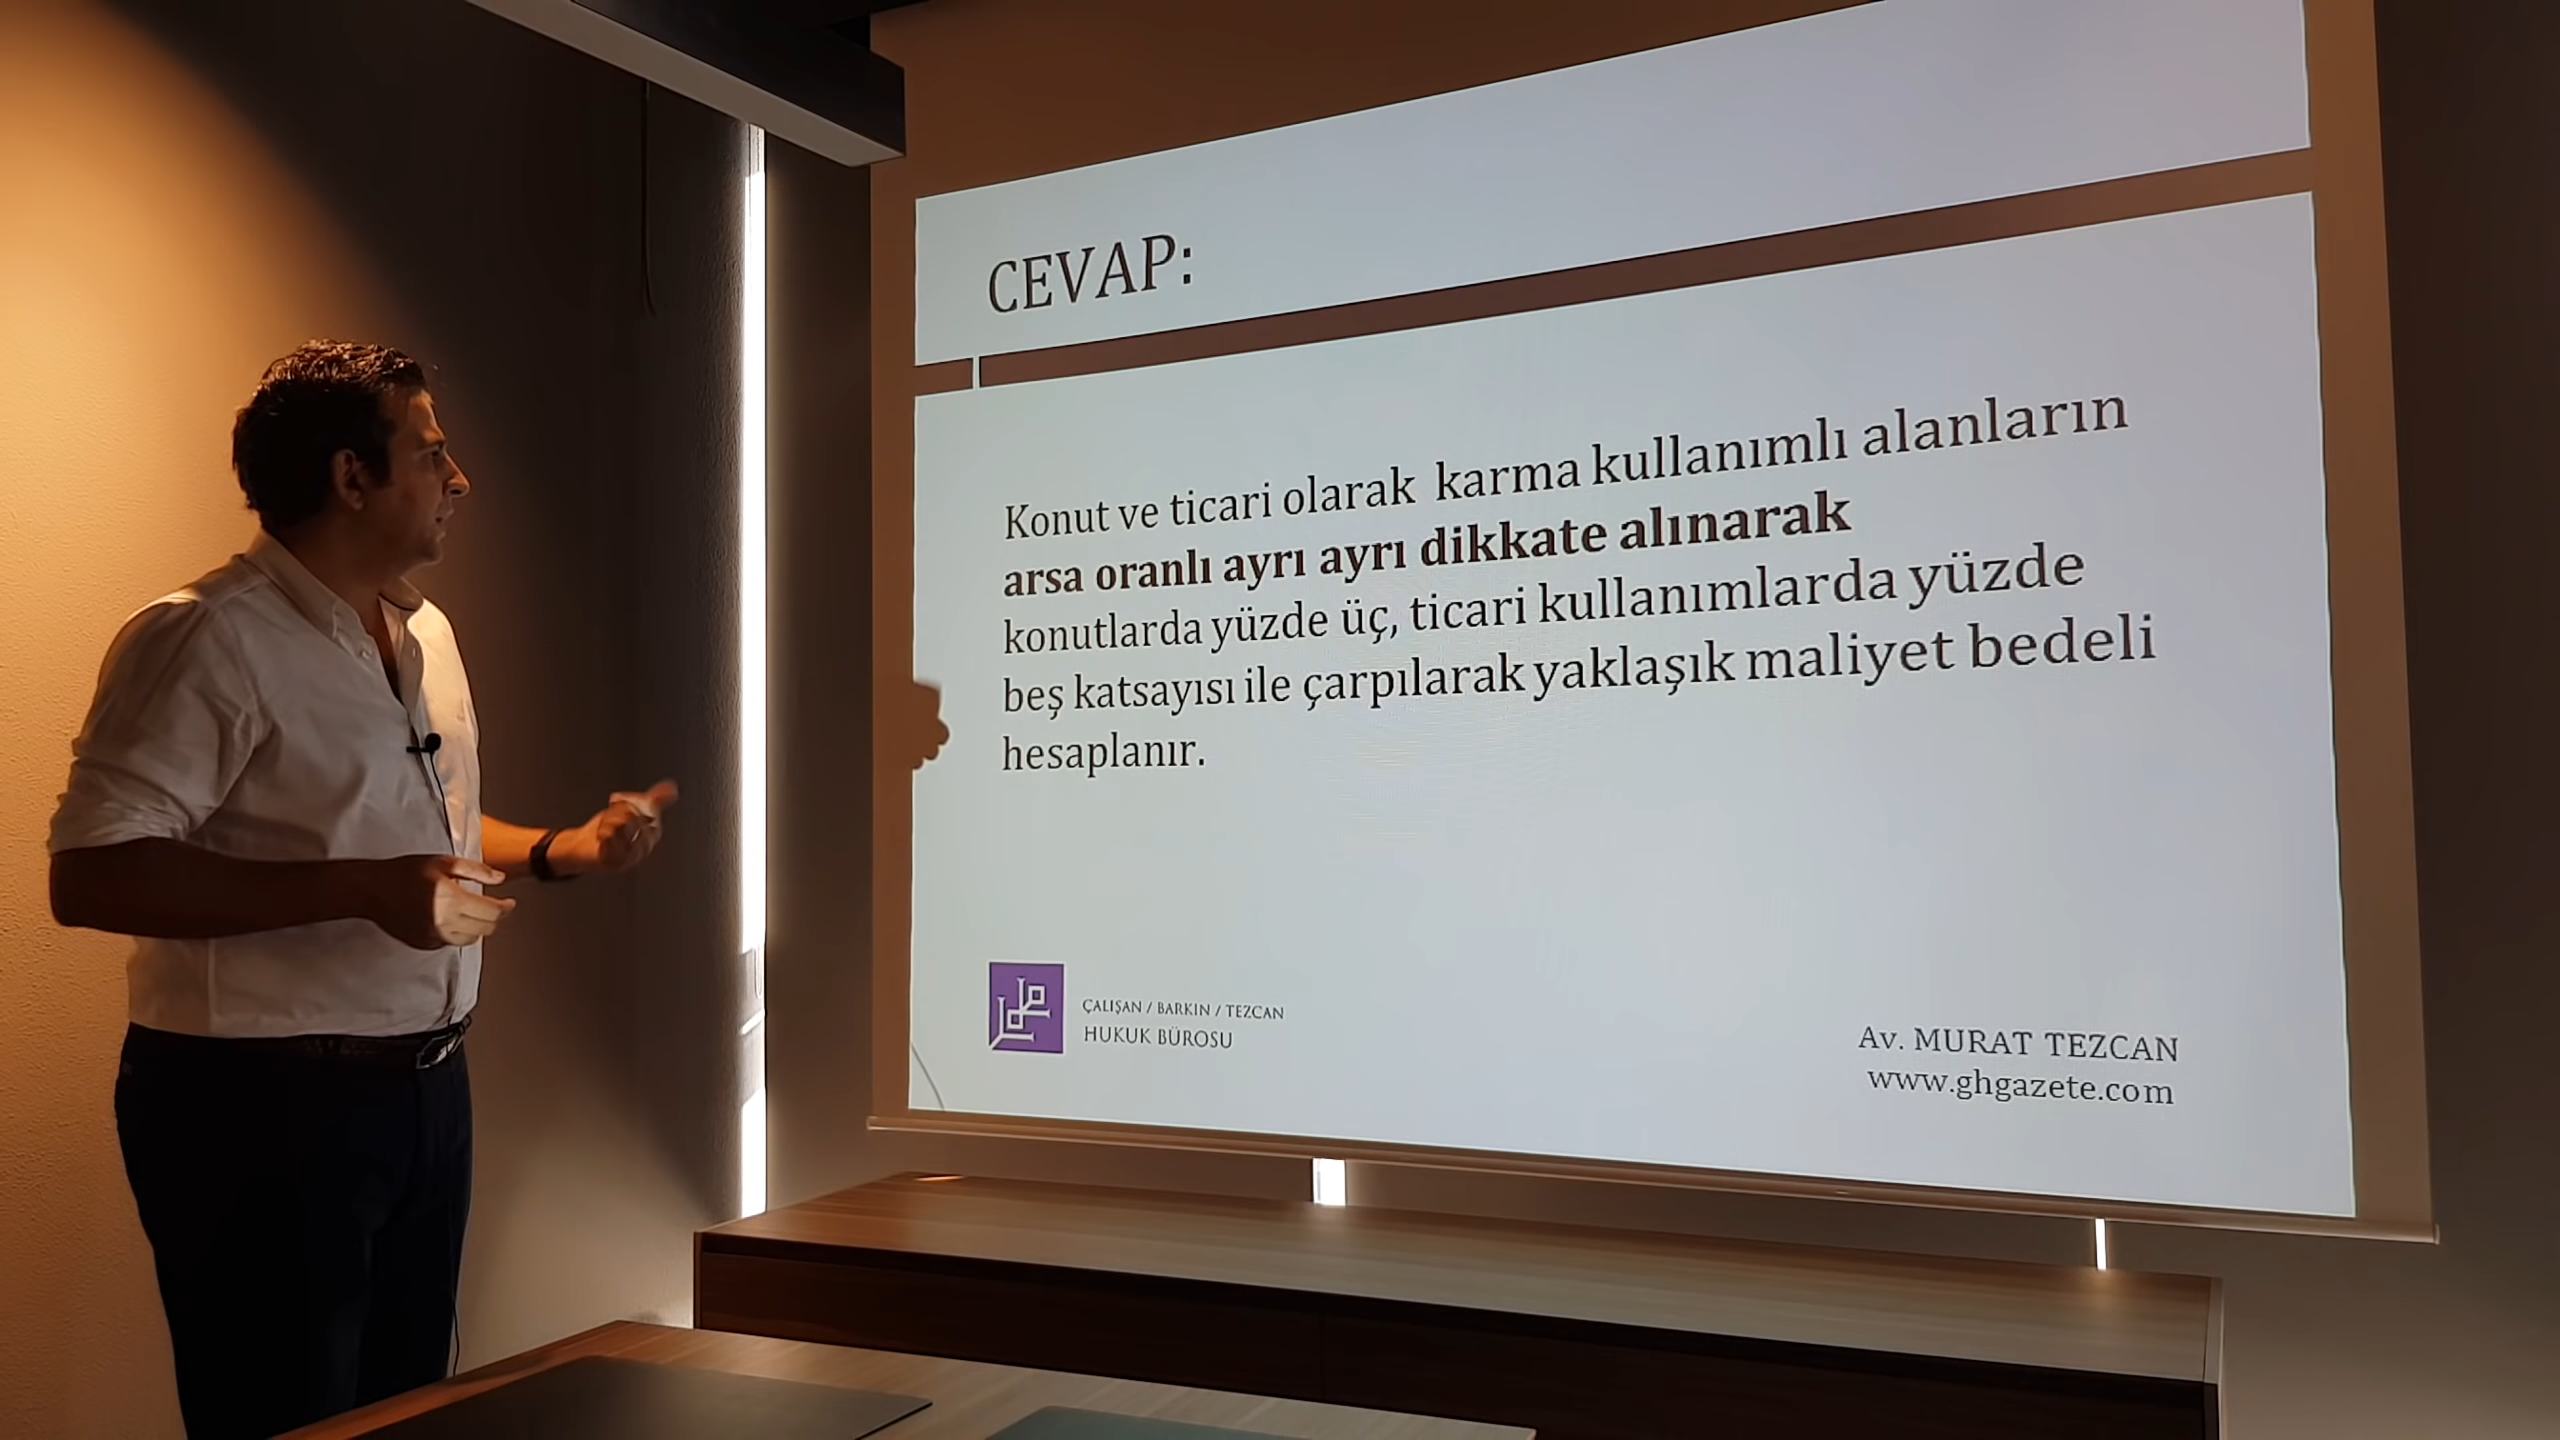 CEVAP:
Konut ve ticari olarak karma kullanımlı alanların
arsa oranlı ayrı ayrı dikkate alınarak
konutlarda yüzde üç, ticari kullanımlarda yüzde
beş katsayısı ile çarpılarak yaklaşık maliyet bedeli
hesaplanır.
ÇALIŞAN / BARKIN / TEZCAN
HUKUK BÜROSU
Av. MURAT TEZCAN
www.ghgazete.com